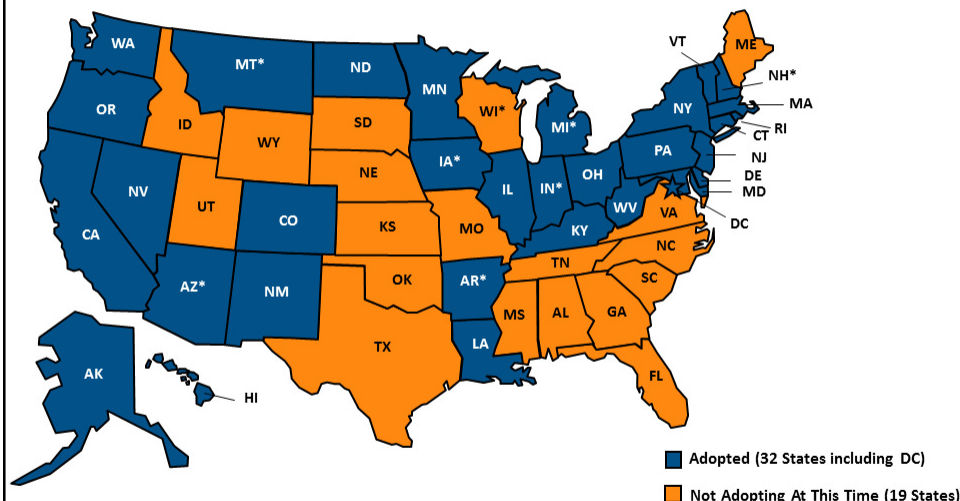 WA
MT*
ND
MN
VT
ME
OR
ID
WY
SD
WI*
MI*
NY
NH*
MA
RI
CT
NV
UT
CO
NE
IA*
IL
IN*
OH
PA
NJ
DE
MD
DC
CA
KS
MO
KY
WV
VA
AZ*
NM
OK
AR*
TN
NC
SC
TX
LA
MS
AL
GA
FL
AK
HI
Adopted (32 States including DC)
Not Adopting At This Time (19 States)